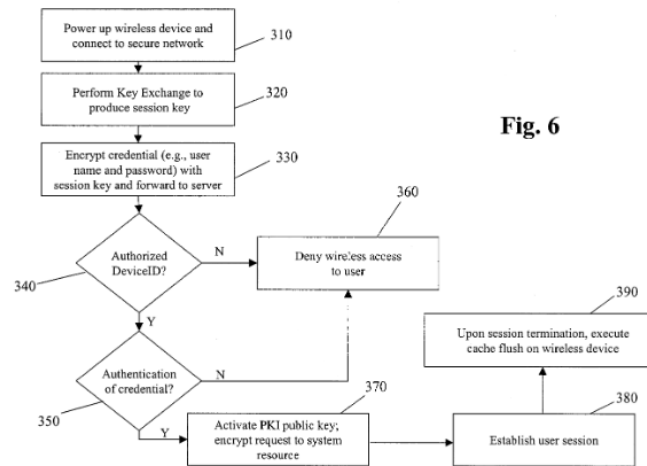 Power up wireless device and
connect to secure network
310
Perform Key Exchange to
produce session key
320
Fig. 6
Encrypt credential (e.g., user
name and password) with
session key and forward to server
330
360
Authorized
DeviceID?
N
Deny wireless access
to user
340
Y
390
Upon session termination, execute
cache flush on wireless device
Authentication
of credential?
N
350
Y
370
Activate PKI public key;
encrypt request to system
resource
380
Establish user session